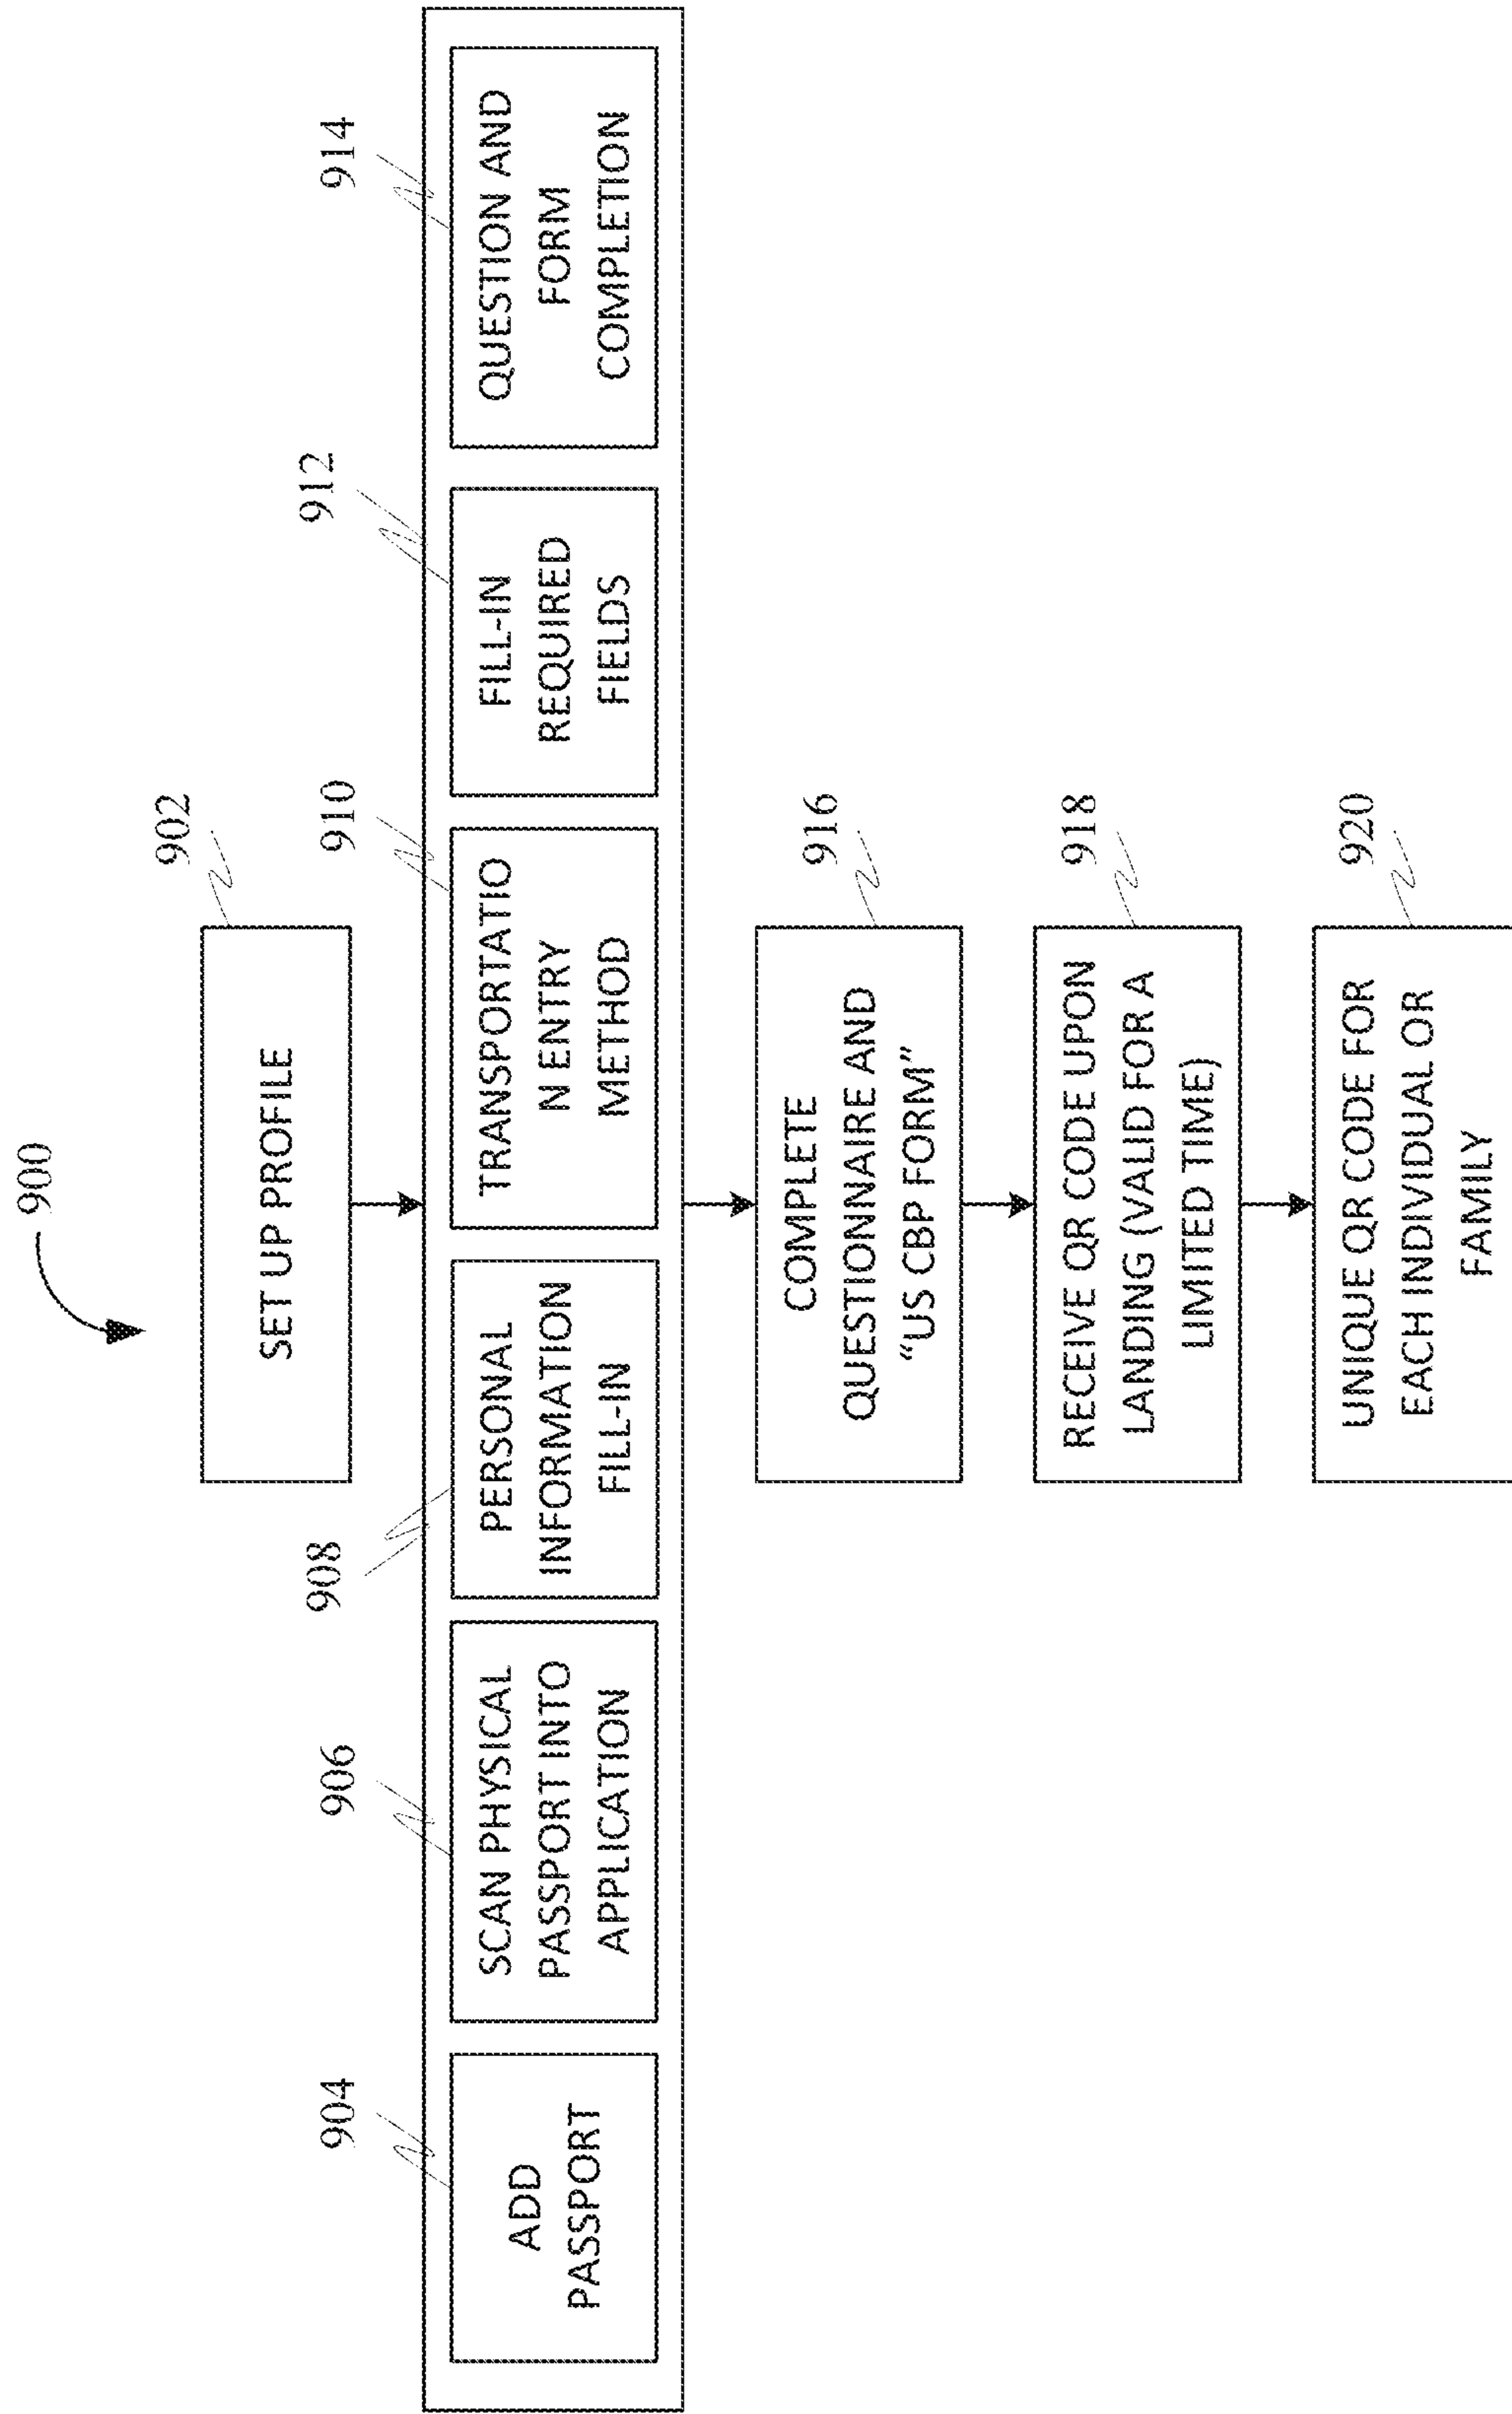 900
902
SET UP PROFILE
904
ADD
PASSPORT
906
SCAN PHYSICAL
PASSPORT INTO
APPLICATION
908
PERSONAL
INFORMATION
FILL-IN
910
TRANSPORTATIO
N ENTRY
METHOD
912
FILL-IN
REQUIRED
FIELDS
914
QUESTION AND
FORM
COMPLETION
916
COMPLETE
QUESTIONNAIRE AND
“US CBP FORM”
918
RECEIVE QR CODE UPON
LANDING (VALID FOR A
LIMITED TIME)
920
UNIQUE QR CODE FOR
EACH INDIVIDUAL OR
FAMILY